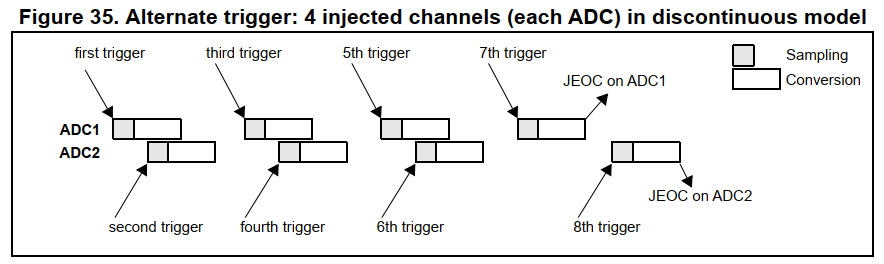 Figure 35. Alternate trigger: 4 injected channels (each ADC) in discontinuous model
first trigger
third trigger
5th trigger
7th trigger
Sampling
JEOC on ADC1
Conversion
ADC1
ADC2
JEOC on ADC2
second trigger
fourth trigger
6th trigger
8th trigger